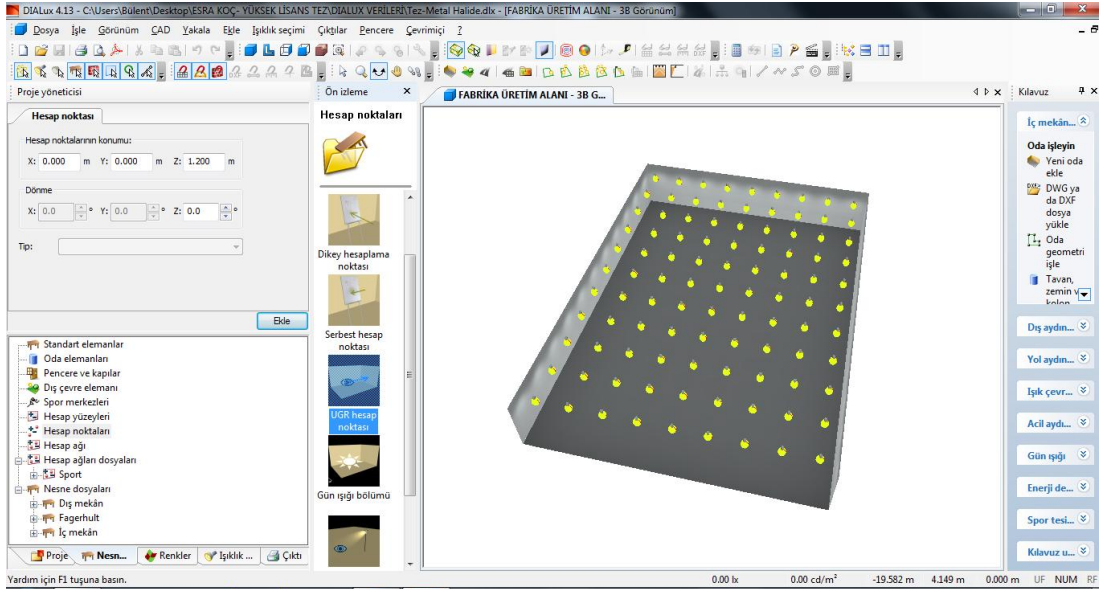 DIALux 4.13 - C:\Users\Bülent\Desktop\ESRA KOÇ- YÜKSEK LİSANS TEZ\DIALUX VERİLERİ\Tez-Metal Halide.dlx - [FABRİKA ÜRETİM ALANI - 3B Görünüm]
Dosya İşle Görünüm CAD Yakala Ekle Işıklık seçimi Çıktılar Pencere Çevrimiçi ?
Proje yöneticisi
Hesap noktası
Hesap noktalarının konumu:
X: 0.000 m Y: 0.000 m Z: 1.200 m
Dönme
X: 0.0 ° Y: 0.0 ° Z: 0.0 °
Tip:
Ekle
Standart elemanlar
Oda elemanları
Pencere ve kapılar
Dış çevre elemanı
Spor merkezleri
Hesap yüzeyleri
Hesap noktaları
Hesap ağı
Hesap ağları dosyaları
Sport
Nesne dosyaları
Dış mekân
Fagerhult
İç mekân
Proje Nesn... Renkler Işıklık ... Çıktı
Ön izleme x
Hesap noktaları
Dikey hesaplama
noktası
Serbest hesap
noktası
UGR hesap
noktası
Gün ışığı bölümü
FABRİKA ÜRETİM ALANI - 3B G...
Kılavuz
İç mekân...
Oda işleyin
Yeni oda
ekle
DWG ya
da DXF
dosya
yükle
Oda
geometri
işle
Tavan,
zemin v
kolon
Dış aydın...
Yol aydın...
Işık çevr...
Acil aydı...
Gün ışığı
Enerji de...
Spor tesi...
Kılavuz u...
Yardım için F1 tuşuna basın.
0.00 lx 0.00 cd/m² -19.582 m 4.149 m 0.000 m UF NUM RF